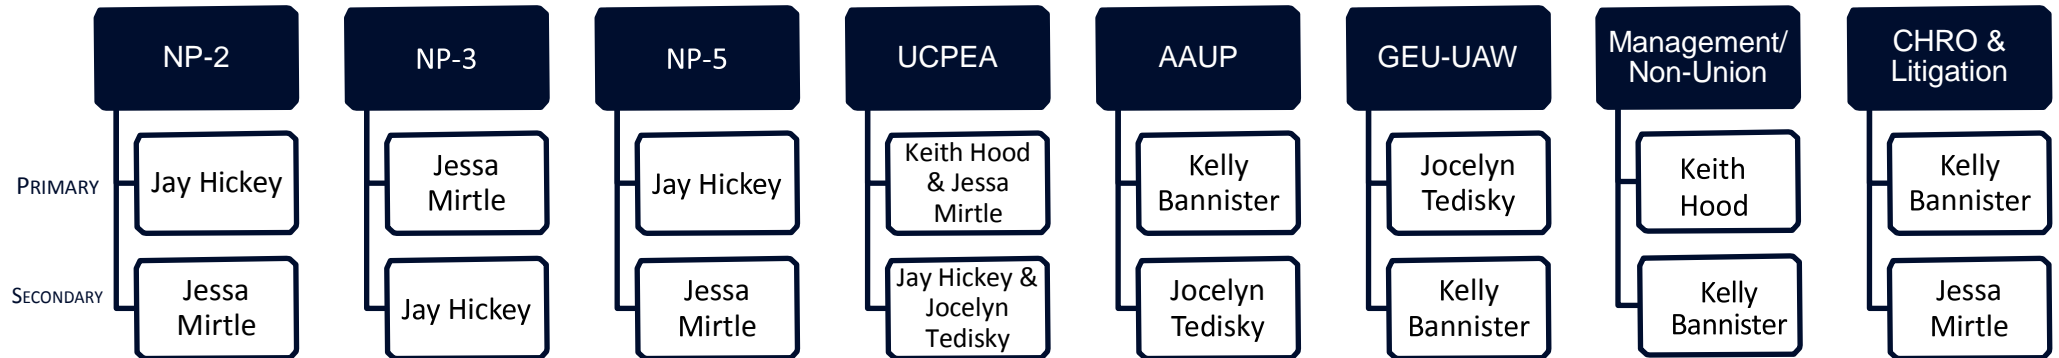 NP-2
NP-3
NP-5
UCPEA
AAUP
GEU-UAW
Management/
Non-Union
CHRO &
Litigation
PRIMARY
Jay Hickey
Jessa
Mirtle
Jay Hickey
Keith Hood
& Jessa
Mirtle
Kelly
Bannister
Jocelyn
Tedisky
Keith
Hood
Kelly
Bannister
SECONDARY
Jessa
Mirtle
Jay Hickey
Jessa
Mirtle
Jay Hickey &
Jocelyn
Tedisky
Jocelyn
Tedisky
Kelly
Bannister
Kelly
Bannister
Jessa
Mirtle